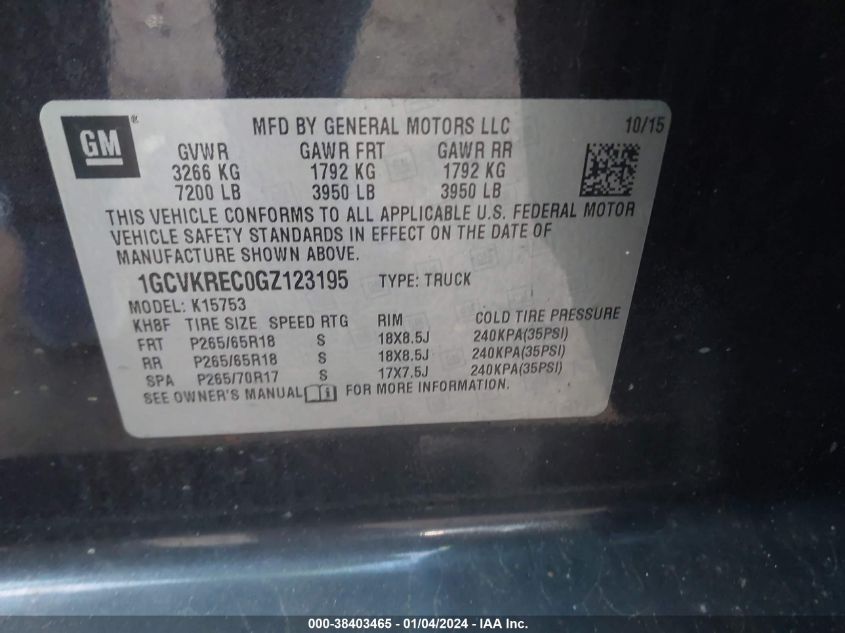 GM ® MFD BY GENERAL MOTORS LLC 10/15
GVWR GAWR FRT GAWR RR
3266 KG 1792 KG 1792 KG
7200 LB 3950 LB 3950 LB
THIS VEHICLE CONFORMS TO ALL APPLICABLE U.S. FEDERAL MOTOR
VEHICLE SAFETY STANDARDS IN EFFECT ON THE DATE OF
MANUFACTURE SHOWN ABOVE.
1GCVKREC0GZ123195 TYPE: TRUCK
MODEL: K15753
KH8F TIRE SIZE SPEED RTG RIM COLD TIRE PRESSURE
FRT P265/65R18 S 18X8.5J 240KPA(35PSI)
RR P265/65R18 S 18X8.5J 240KPA(35PSI)
SPA P265/70R17 S 17X7.5J 240KPA(35PSI)
SEE OWNER'S MANUAL FOR MORE INFORMATION.
000-38403465 - 01/04/2024 - IAA Inc.